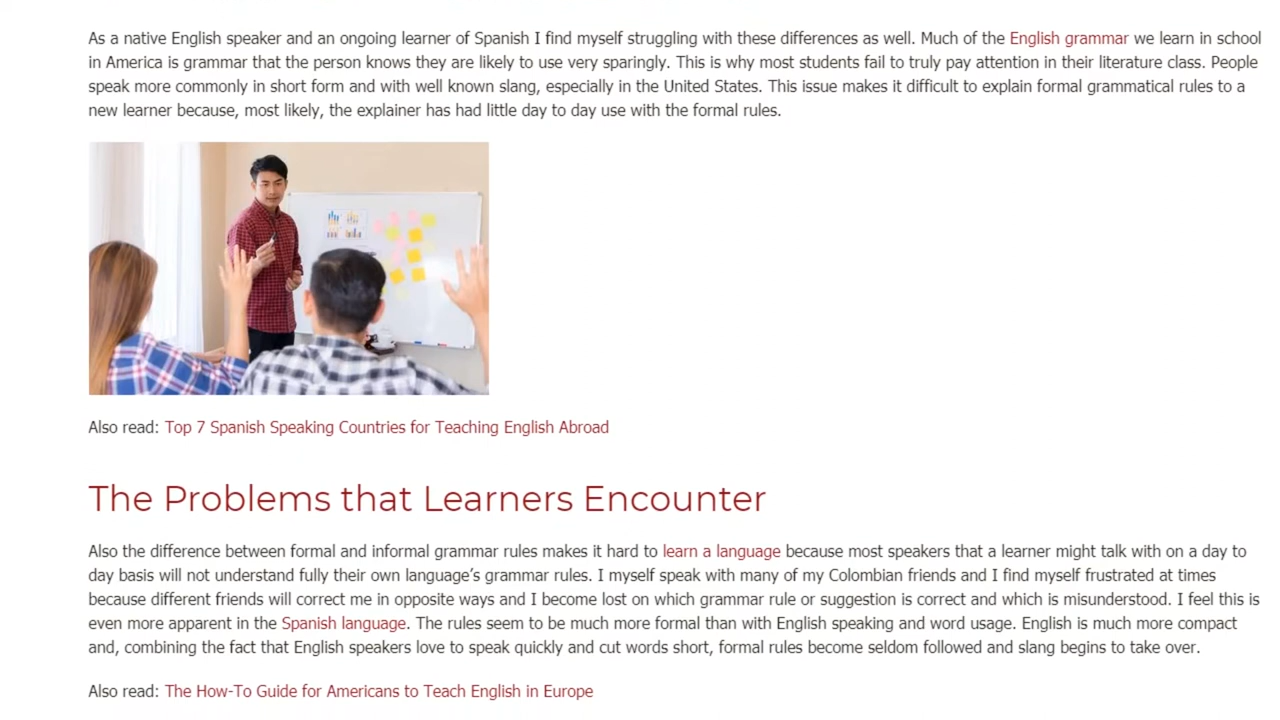 As a native English speaker and an ongoing learner of Spanish I find myself struggling with these differences as well. Much of the English grammar we learn in school
in America is grammar that the person knows they are likely to use very sparingly. This is why most students fail to truly pay attention in their literature class. People
speak more commonly in short form and with well known slang, especially in the United States. This issue makes it difficult to explain formal grammatical rules to a
new learner because, most likely, the explainer has had little day to day use with the formal rules.
Also read: Top 7 Spanish Speaking Countries for Teaching English Abroad
The Problems that Learners Encounter
Also the difference between formal and informal grammar rules makes it hard to learn a language because most speakers that a learner might talk with on a day to
day basis will not understand fully their own language's grammar rules. I myself speak with many of my Colombian friends and I find myself frustrated at times
because different friends will correct me in opposite ways and I become lost on which grammar rule or suggestion is correct and which is misunderstood. I feel this is
even more apparent in the Spanish language. The rules seem to be much more formal than with English speaking and word usage. English is much more compact
and, combining the fact that English speakers love to speak quickly and cut words short, formal rules become seldom followed and slang begins to take over.
Also read: The How-To Guide for Americans to Teach English in Europe